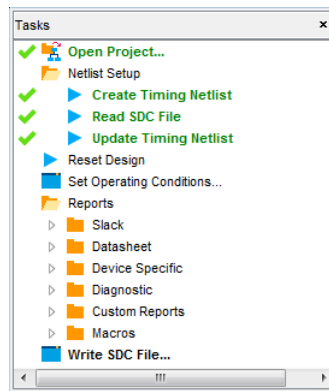 Tasks
Open Project...
Netlist Setup
Create Timing Netlist
Read SDC File
Update Timing Netlist
Reset Design
Set Operating Conditions...
Reports
Slack
Datasheet
Device Specific
Diagnostic
Custom Reports
Macros
Write SDC File...